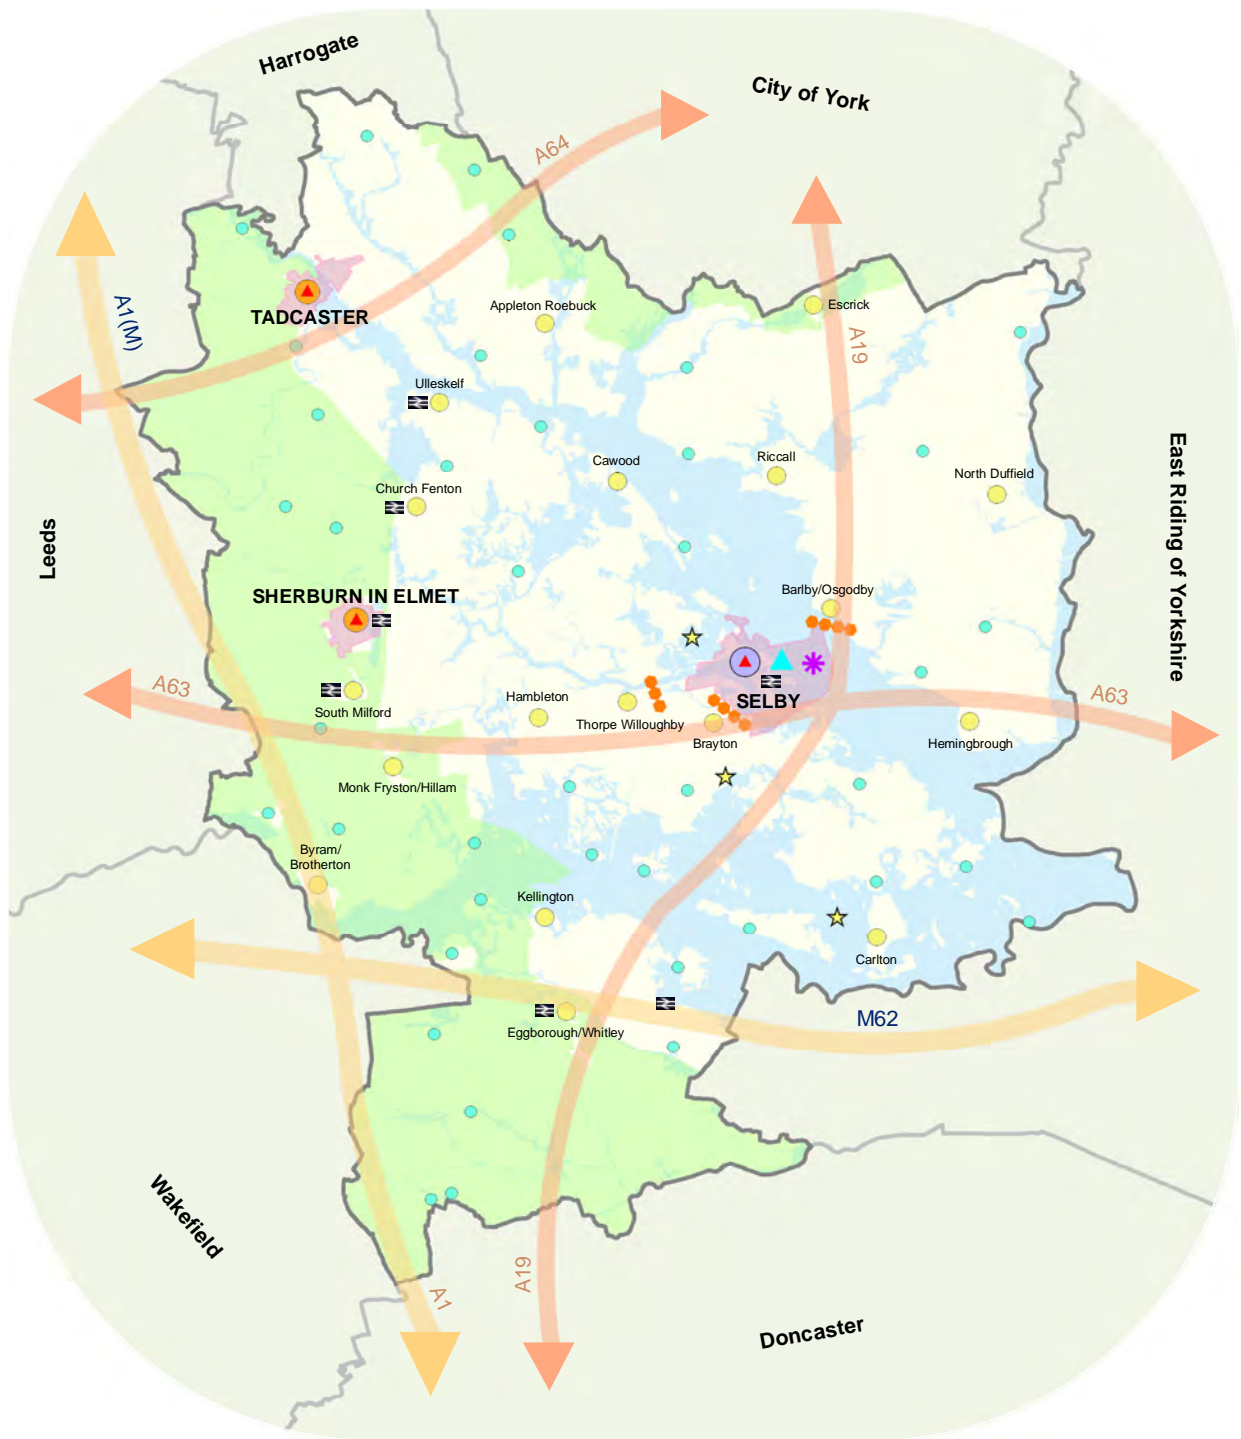 Harrogate
City of York
A64
A1(M)
TADCASTER
Appleton Roebuck
Escrick
A19
Ulleskelf
Cawood
Riccall
North Duffield
Church Fenton
Leeds
East Riding of Yorkshire
SHERBURN IN ELMET
Barlby/Osgodby
A63
South Milford
Hambleton
Thorpe Willoughby
SELBY
Brayton
A63
Hemingbrough
Monk Fryston/Hillam
Byram/
Brotherton
Kellington
Carlton
M62
Eggborough/Whitley
Wakefield
A1
A19
Doncaster